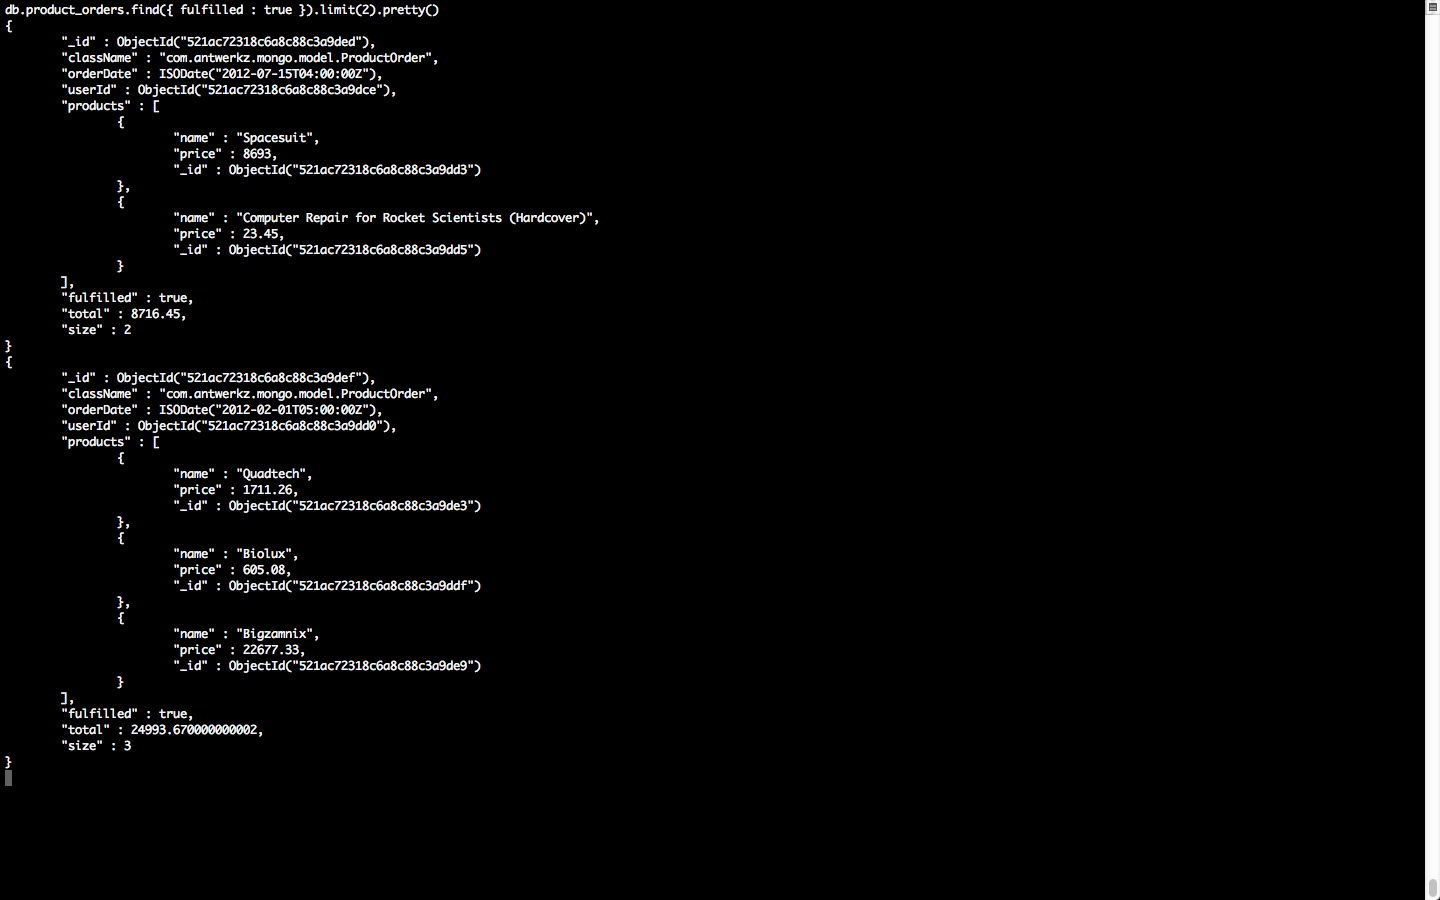 db.product_orders.find({ fulfilled : true }).limit(2).pretty()
{
        "_id" : ObjectId("521ac72318c6a8c88c3a9ded"),
        "className" : "com.antwerkz.mongo.model.ProductOrder",
        "orderDate" : ISODate("2012-07-15T04:00:00Z"),
        "userId" : ObjectId("521ac72318c6a8c88c3a9dce"),
        "products" : [
                {
                        "name" : "Spacesuit",
                        "price" : 8693,
                        "_id" : ObjectId("521ac72318c6a8c88c3a9dd3")
                },
                {
                        "name" : "Computer Repair for Rocket Scientists (Hardcover)",
                        "price" : 23.45,
                        "_id" : ObjectId("521ac72318c6a8c88c3a9dd5")
                }
        ],
        "fulfilled" : true,
        "total" : 8716.45,
        "size" : 2
}
{
        "_id" : ObjectId("521ac72318c6a8c88c3a9def"),
        "className" : "com.antwerkz.mongo.model.ProductOrder",
        "orderDate" : ISODate("2012-02-01T05:00:00Z"),
        "userId" : ObjectId("521ac72318c6a8c88c3a9dd0"),
        "products" : [
                {
                        "name" : "Quadtech",
                        "price" : 1711.26,
                        "_id" : ObjectId("521ac72318c6a8c88c3a9de3")
                },
                {
                        "name" : "Biolux",
                        "price" : 605.08,
                        "_id" : ObjectId("521ac72318c6a8c88c3a9ddf")
                },
                {
                        "name" : "Bigzamnix",
                        "price" : 22677.33,
                        "_id" : ObjectId("521ac72318c6a8c88c3a9de9")
                }
        ],
        "fulfilled" : true,
        "total" : 24993.670000000002,
        "size" : 3
}